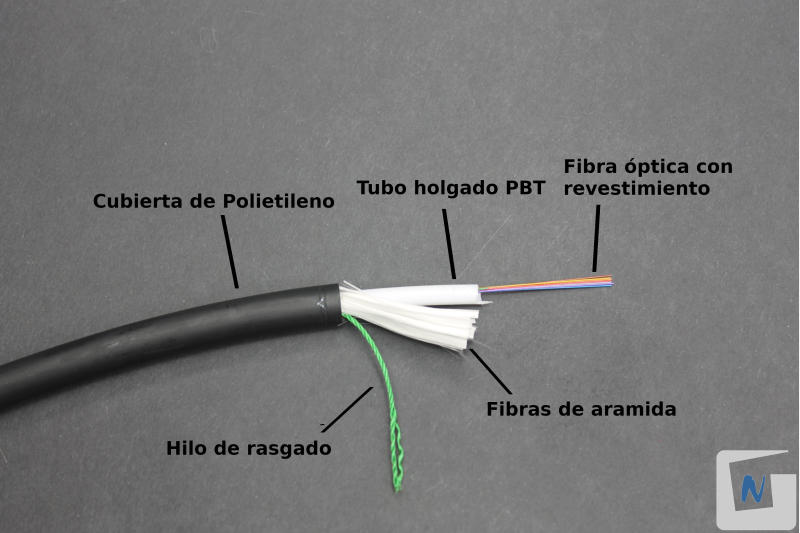 Fibra óptica con
revestimiento
Tubo holgado PBT
Cubierta de Polietileno
Fibras de aramida
Hilo de rasgado
N